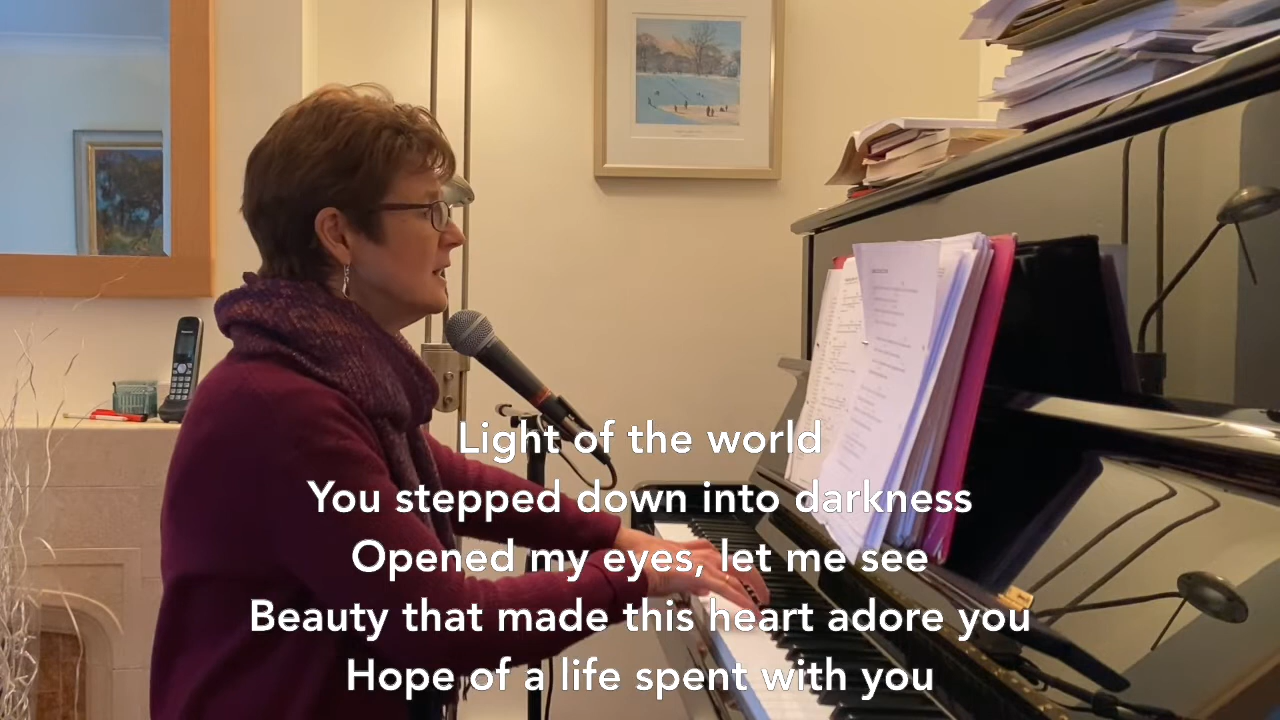 Light of the world
You stepped down into darkness
Opened my eyes, let me see
Beauty that made this heart adore you
Hope of a life spent with you